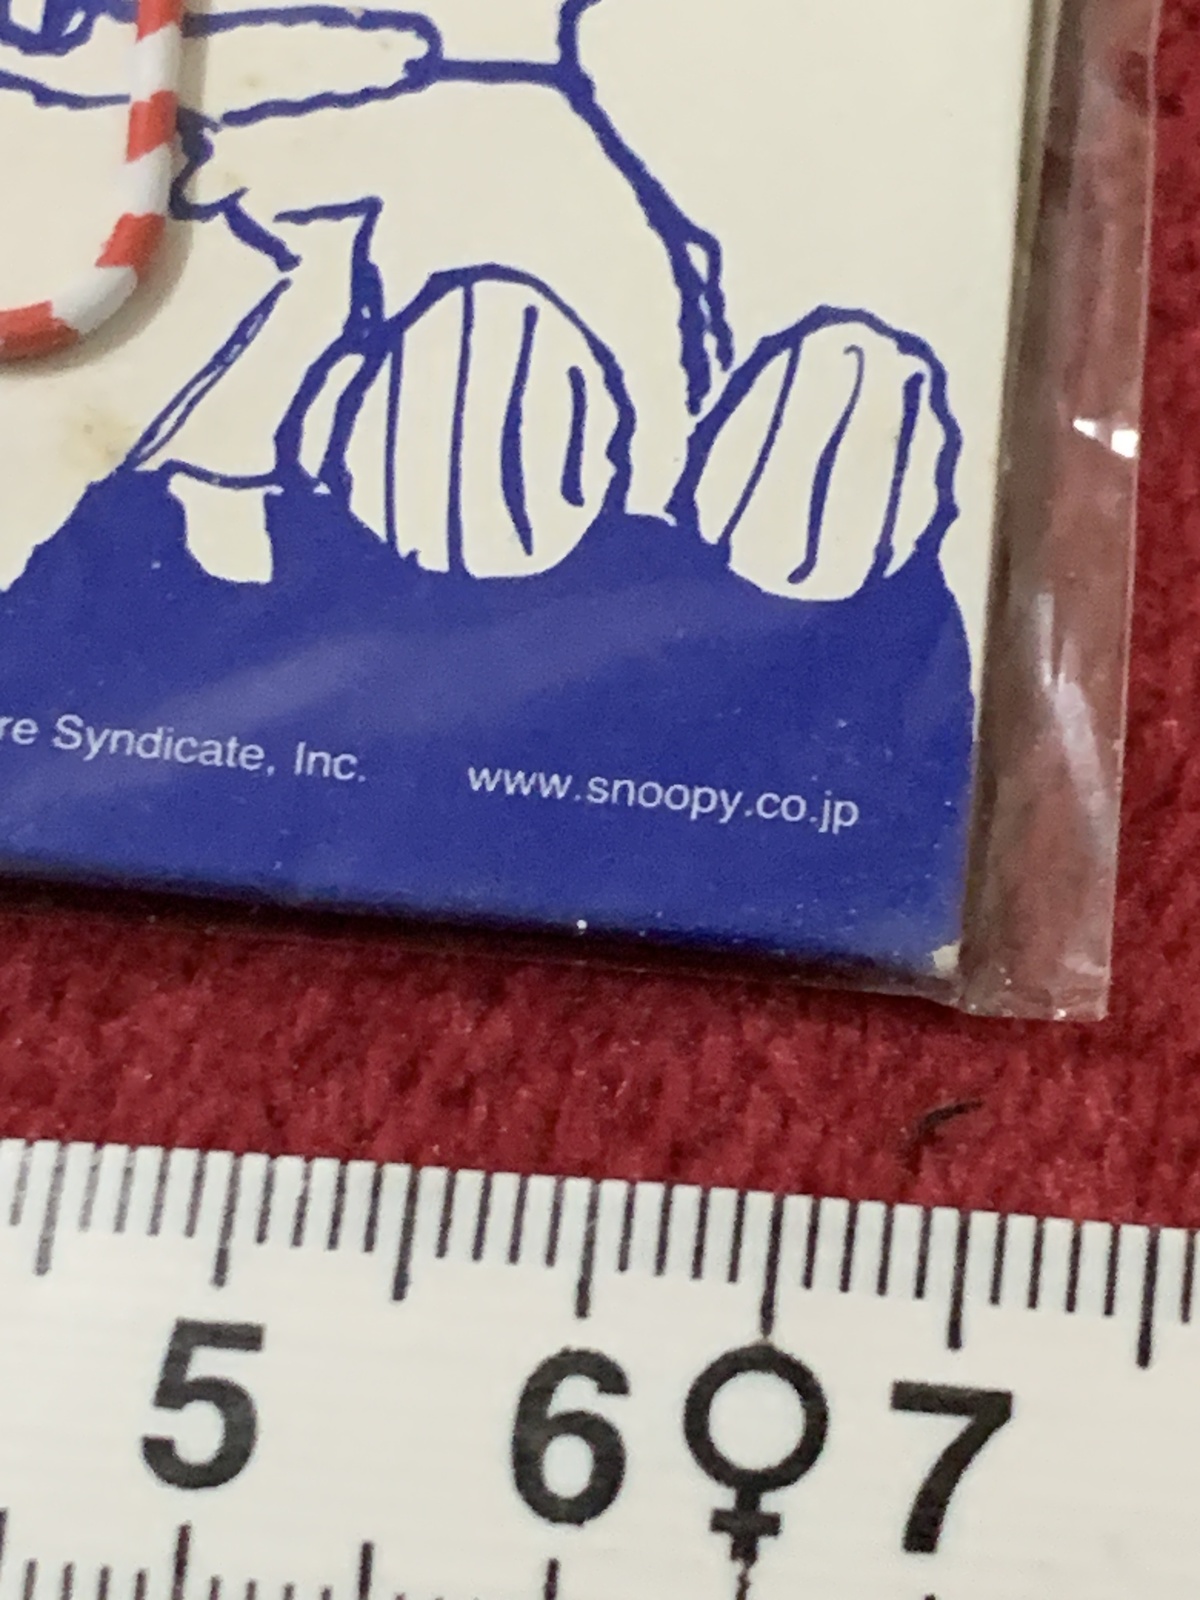 re Syndicate, Inc. www.snoopy.co.jp
5 6 ♀ 7